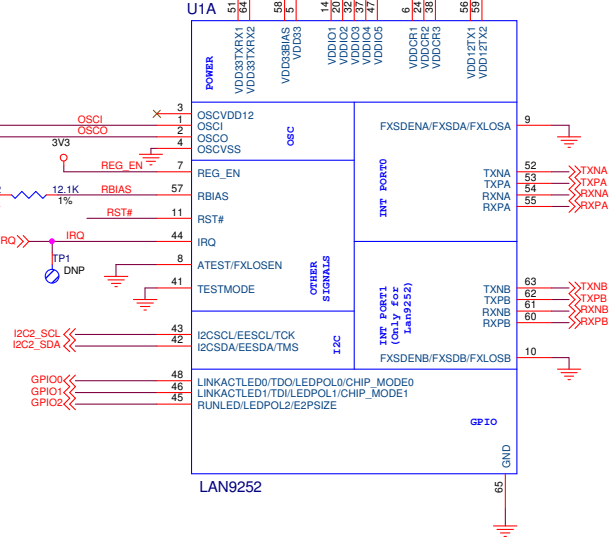 U1A
51
64
58
5
14
20
32
37
47
6
24
38
56
59
VDD33TXRX1
VDD33TXRX2
VDD33BIAS
VDD33
VDDIO1
VDDIO2
VDDIO3
VDDIO4
VDDIO5
VDDCR1
VDDCR2
VDDCR3
VDD12TX1
VDD12TX2
POWER
3 OSCVDD12
OSCI 1 OSCI
OSCO 2 OSCO
4 OSCVSS
OSC
3V3
REG_EN 7 REG_EN
12.1K
1%
RBIAS 57 RBIAS
RST# 11 RST#
RQ IRQ 44 IRQ
TP1
DNP
8 ATEST/FXLOSEN
41 TESTMODE
OTHER
SIGNALS
I2C2_SCL 43 I2CSCL/EESCL/TCK
I2C2_SDA 42 I2CSDA/EESDA/TMS
I2C
GPIO0 48 LINKACTLED0/TDO/LEDPOL0/CHIP_MODE0
GPIO1 46 LINKACTLED1/TDI/LEDPOL1/CHIP_MODE1
GPIO2 45 RUNLED/LEDPOL2/E2PSIZE
GPIO
FXSDENA/FXSDA/FXLOSA 9
INT PORT0
TXNA 52 TXNA
TXPA 53 TXPA
RXNA 54 RXNA
RXPA 55 RXPA
INT PORT1
(Only for
Lan9252)
TXNB 63 TXNB
TXPB 62 TXPB
RXNB 61 RXNB
RXPB 60 RXPB
FXSDENB/FXSDB/FXLOSB 10
GND
65
LAN9252